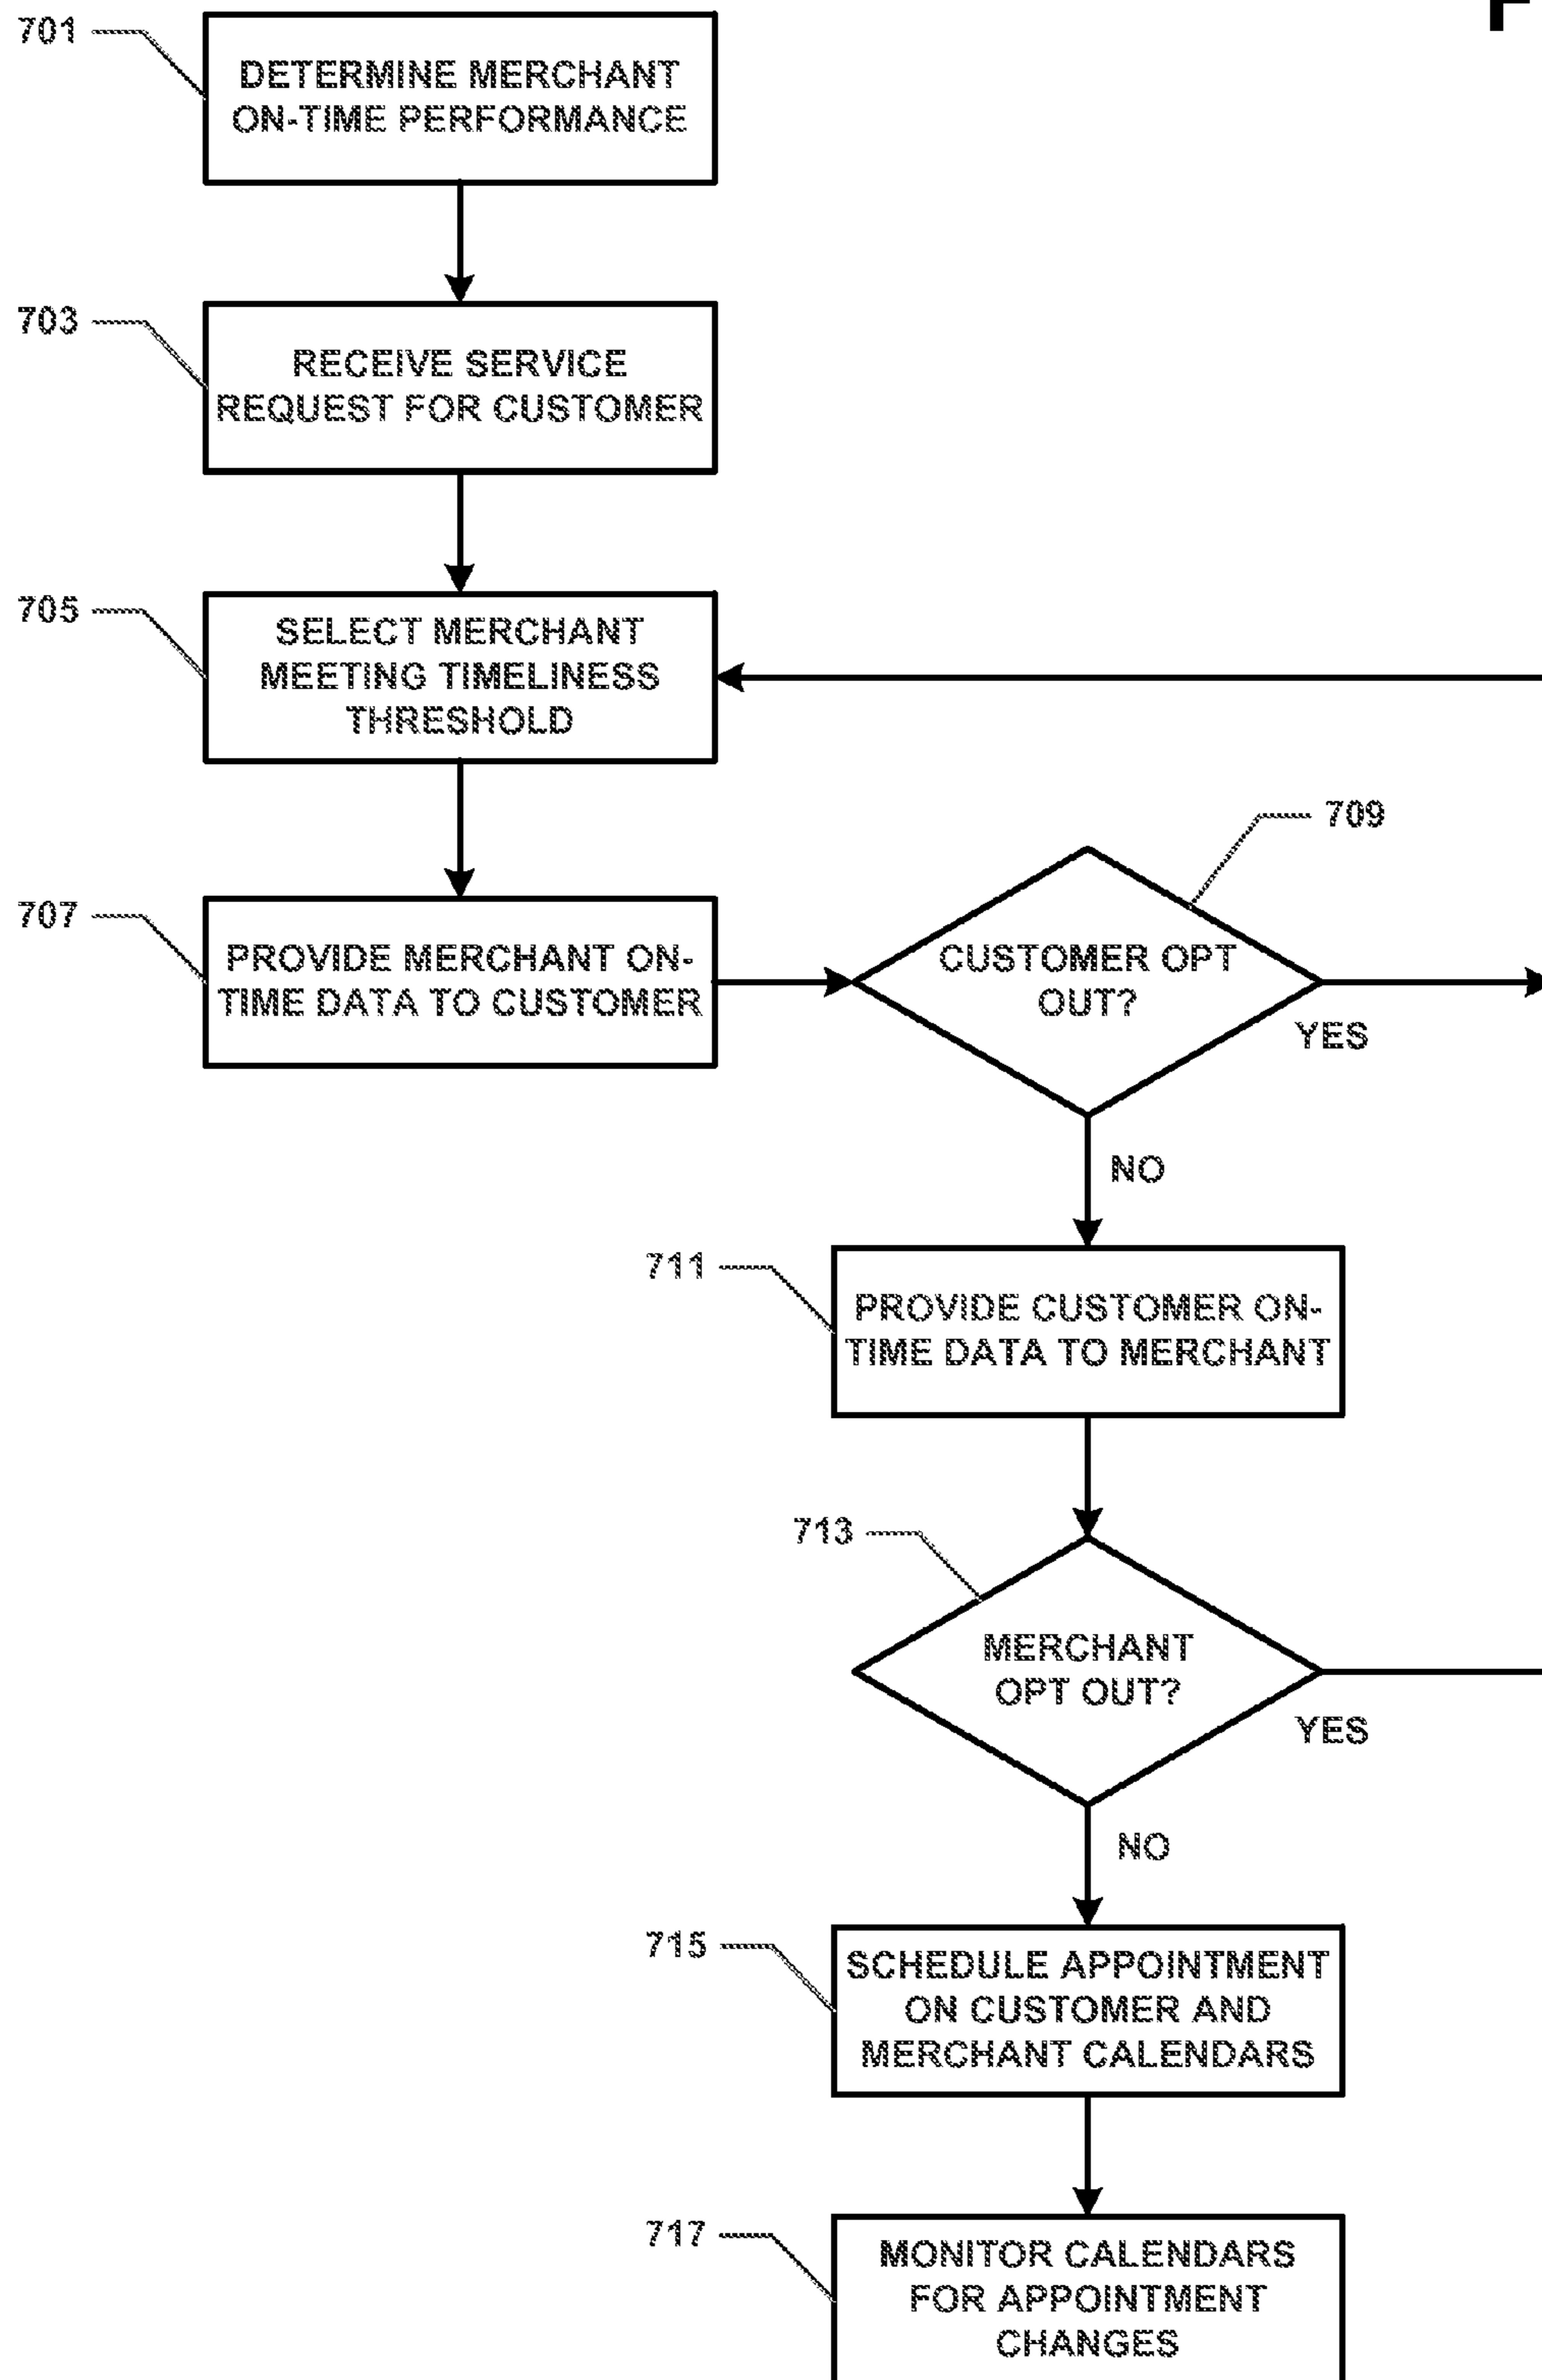 701
DETERMINE MERCHANT
ON-TIME PERFORMANCE
703
RECEIVE SERVICE
REQUEST FOR CUSTOMER
705
SELECT MERCHANT
MEETING TIMELINESS
THRESHOLD
709
707
PROVIDE MERCHANT ON-
TIME DATA TO CUSTOMER
CUSTOMER OPT
OUT?
YES
NO
711
PROVIDE CUSTOMER ON-
TIME DATA TO MERCHANT
713
MERCHANT
OPT OUT?
YES
NO
715
SCHEDULE APPOINTMENT
ON CUSTOMER AND
MERCHANT CALENDARS
717
MONITOR CALENDARS
FOR APPOINTMENT
CHANGES